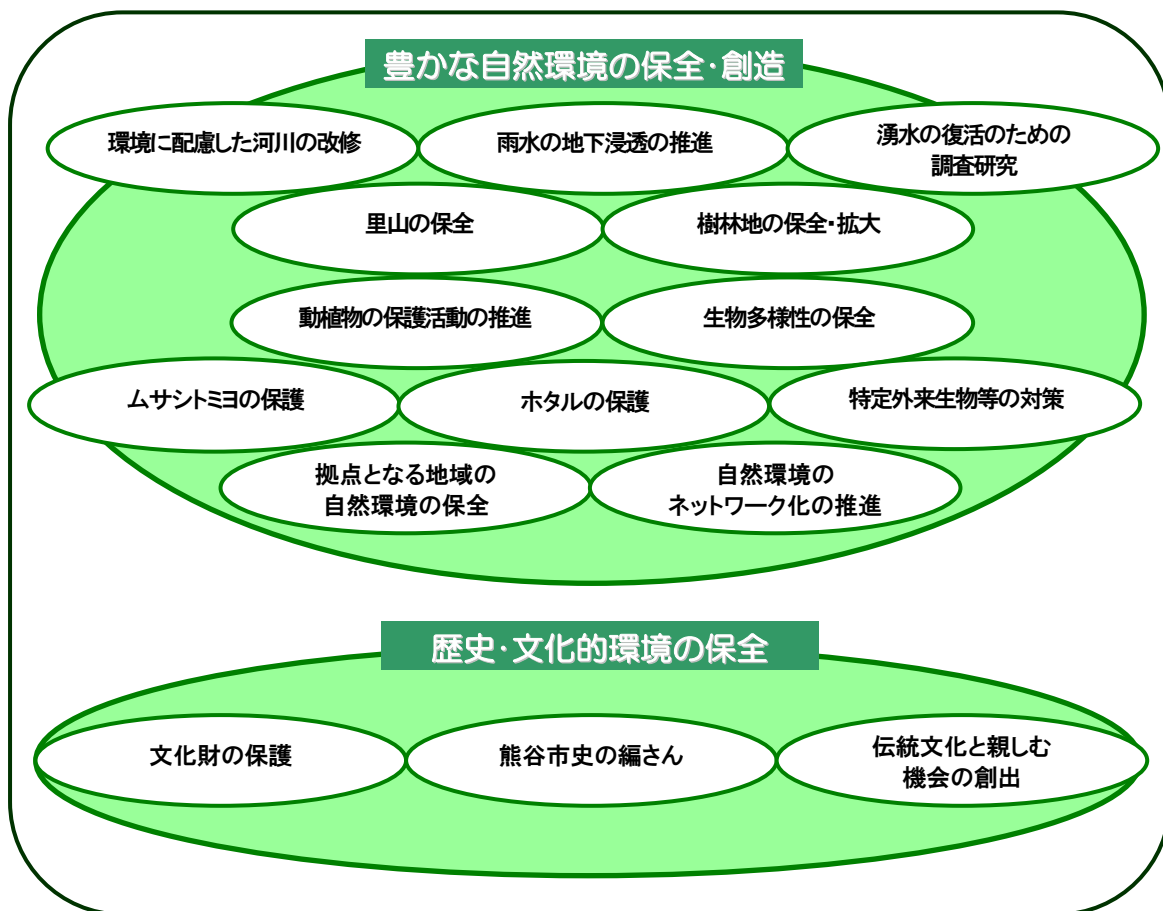 豊かな自然環境の保全・創造
環境に配慮した河川の改修
雨水の地下浸透の推進
湧水の復活のための
調査研究
里山の保全
樹林地の保全・拡大
動植物の保護活動の推進
生物多様性の保全
ムサシトミヨの保護
ホタルの保護
特定外来生物等の対策
拠点となる地域の
自然環境の保全
自然環境の
ネットワーク化の推進
歴史・文化的環境の保全
文化財の保護
熊谷市史の編さん
伝統文化と親しむ
機会の創出